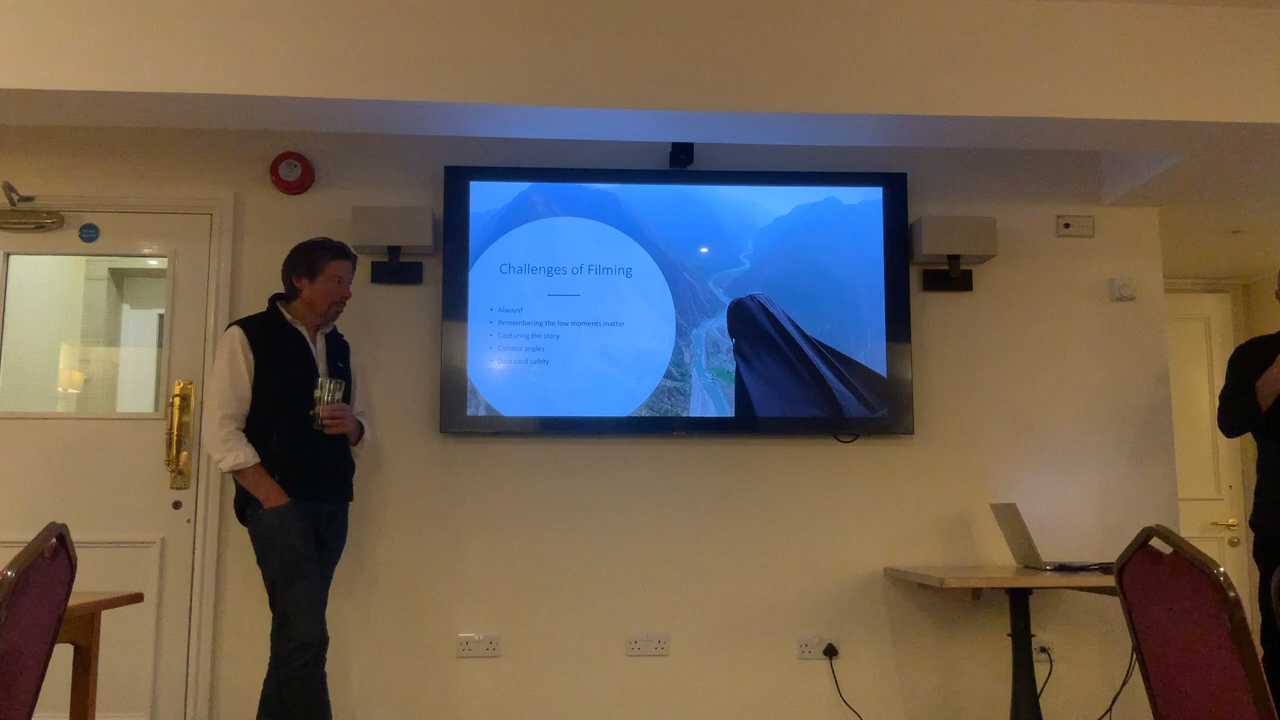 Challenges of Filming
• Always!
• Remembering the low moments matter
• Capturing the story
• Camera angles
• Data card safety